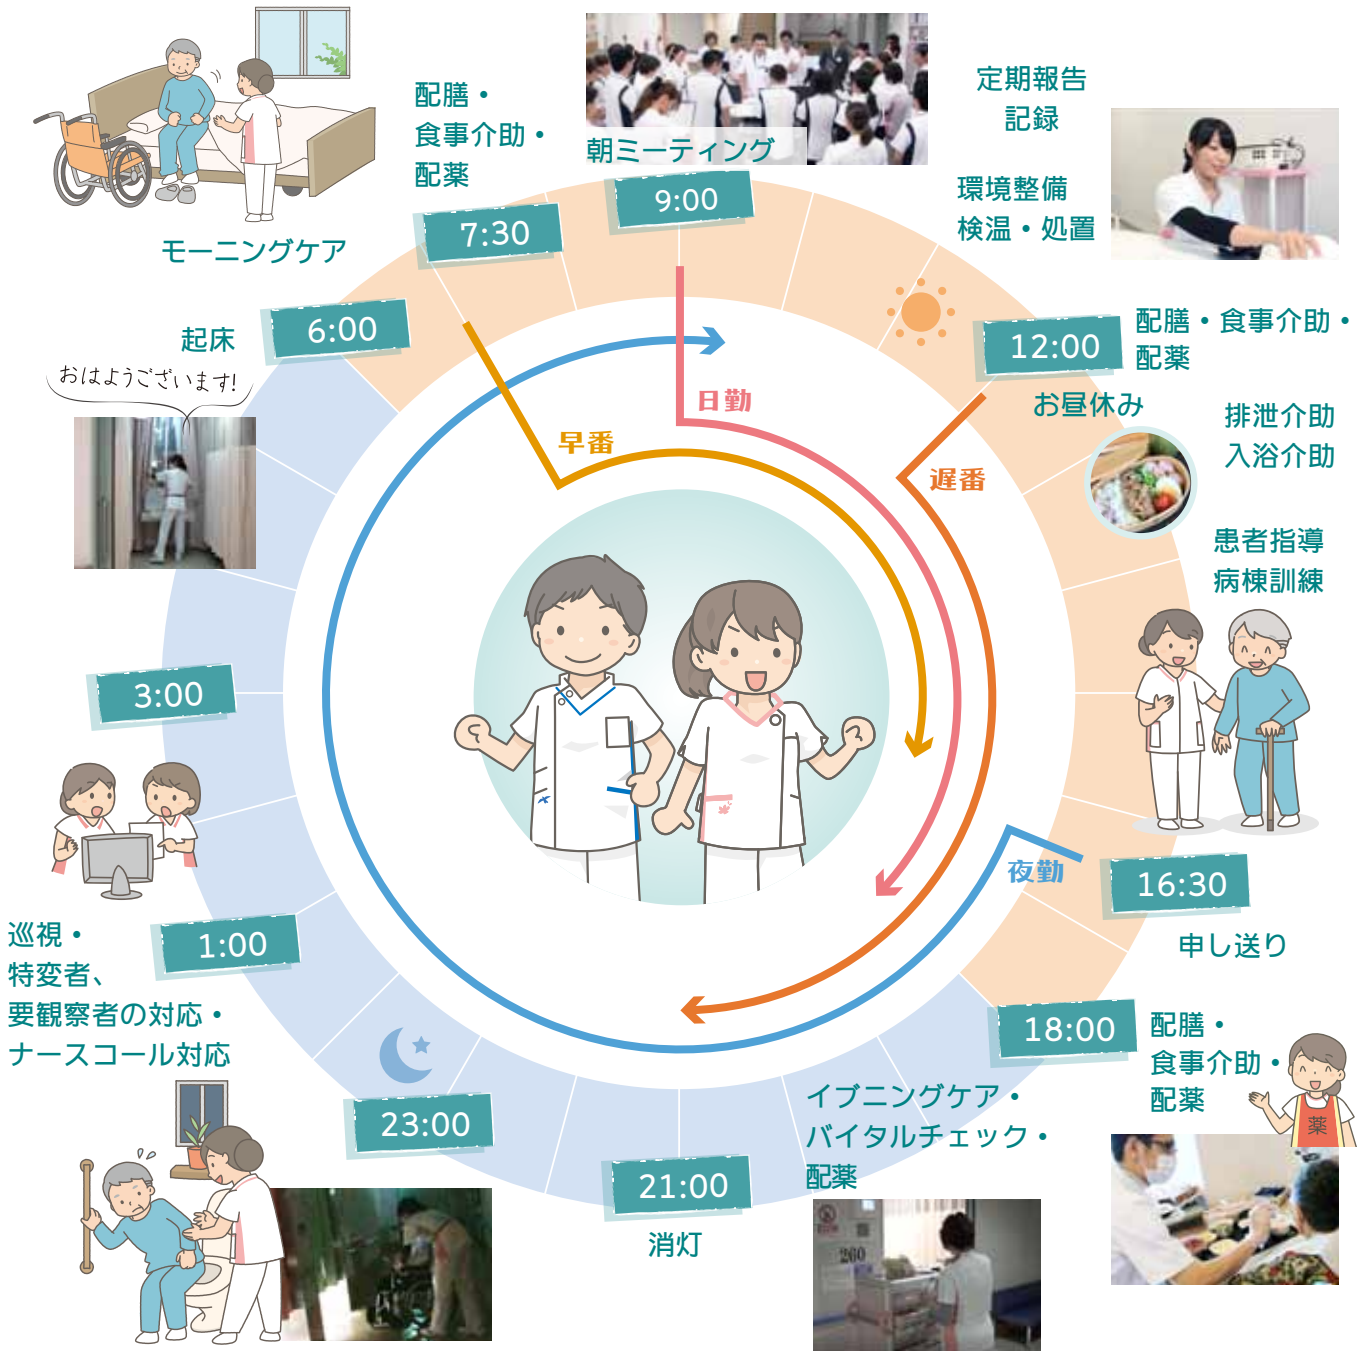 配膳・
食事介助・
配薬
朝ミーティング
9:00
定期報告
記録
環境整備
検温・処置
モーニングケア
7:30
起床
6:00
おはようございます!
12:00
配膳・食事介助・
配薬
お昼休み
排泄介助
入浴介助
患者指導
病棟訓練
日勤
早番
遅番
夜勤
16:30
申し送り
18:00
配膳・
食事介助・
配薬
薬
イブニングケア・
バイタルチェック・
配薬
260
21:00
消灯
23:00
1:00
巡視・
特変者、
要観察者の対応・
ナースコール対応
3:00